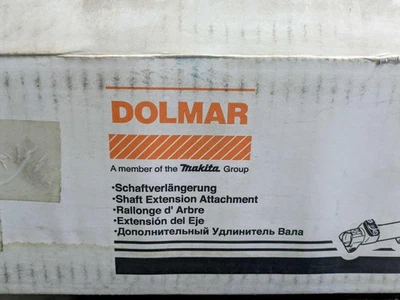 DOLMAR
A member of the Makita Group
•Schaftverlängerung
•Shaft Extension Attachment
•Rallonge d' Arbre
•Extensión del Eje
•Дополнительный Удлинитель Вала